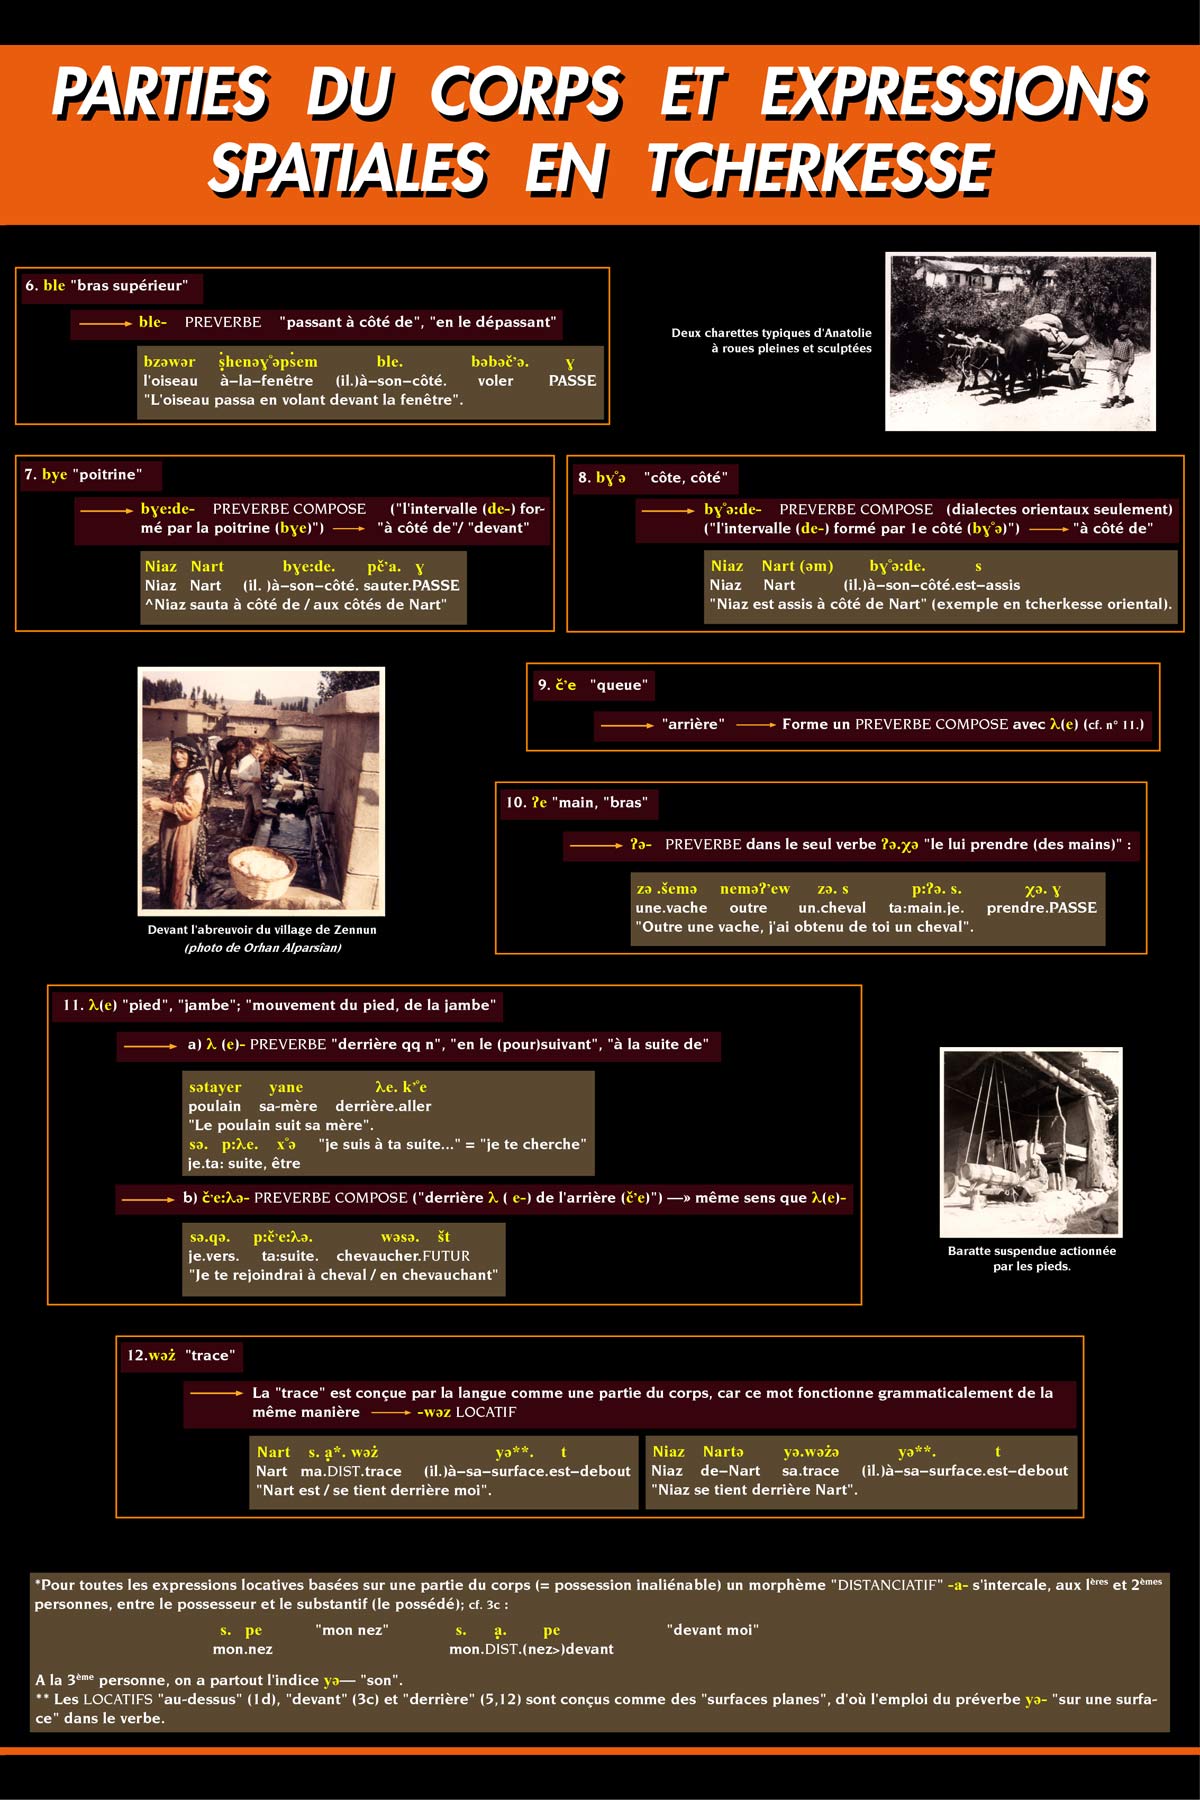 PARTIES DU CORPS ET EXPRESSIONS
SPATIALES EN TCHERKESSE
6. ble "bras supérieur"
ble- PREVERBE "passant à côté de", "en le dépassant"
bzəwər ṣhenəɣ˚əpṡem ble. bəbəč’ə. ɣ
l'oiseau à–la–fenêtre (il.)à–son–côté. voler PASSE
"L'oiseau passa en volant devant la fenêtre".
Deux charettes typiques d'Anatolie
à roues pleines et sculptées
7. bye "poitrine"
bɣe:de- PREVERBE COMPOSE ("l'intervalle (de-) for-
mé par la poitrine (bɣe)") → "à côté de"/ "devant"
Niaz Nart bɣe:de. pč’a. ɣ
Niaz Nart (il. )à–son–côté. sauter.PASSE
^Niaz sauta à côté de / aux côtés de Nart"
8. bɣ˚ə "côte, côté"
bɣ˚ə:de- PREVERBE COMPOSE (dialectes orientaux seulement)
("l'intervalle (de-) formé par 1e côté (bɣ˚ə)") → "à côté de"
Niaz Nart (əm) bɣ˚ə:de. s
Niaz Nart (il.)à–son–côté.est–assis
"Niaz est assis à côté de Nart" (exemple en tcherkesse oriental).
9. č’e "queue"
→ "arrière" → Forme un PREVERBE COMPOSE avec λ(e) (cf. n° 11.)
10. ʔe "main, "bras"
→ ʔə- PREVERBE dans le seul verbe ʔə.χə "le lui prendre (des mains)" :
zə .šemə neməʔ’ew zə. s p:ʔə. s. χə. ɣ
une.vache outre un.cheval ta:main.je. prendre.PASSE
"Outre une vache, j'ai obtenu de toi un cheval".
Devant l'abreuvoir du village de Zennun
(photo de Orhan Alparslan)
11. λ(e) "pied", "jambe"; "mouvement du pied, de la jambe"
→ a) λ (e)- PREVERBE "derrière qq n", "en le (pour)suivant", "à la suite de"
sətayer yane λe. k’˚e
poulain sa-mère derrière.aller
"Le poulain suit sa mère".
sə. p:λe. x˚ə "je suis à ta suite..." = "je te cherche"
je.ta: suite, être
→ b) č’e:λə- PREVERBE COMPOSE ("derrière λ ( e-) de l'arrière (č’e)") —» même sens que λ(e)-
sə.qə. p:č’e:λə. wəsə. št
je.vers. ta:suite. chevaucher.FUTUR
"Je te rejoindrai à cheval / en chevauchant"
Baratte suspendue actionnée
par les pieds.
12.wəż "trace"
→ La "trace" est conçue par la langue comme une partie du corps, car ce mot fonctionne grammaticalement de la
même manière → -wəz LOCATIF
Nart s. ạ*. wəż yə**. t
Nart ma.DIST.trace (il.)à–sa–surface.est–debout
"Nart est / se tient derrière moi".
Niaz Nartə yə.wəżə yə**. t
Niaz de–Nart sa.trace (il.)à–sa–surface.est–debout
"Niaz se tient derrière Nart".
*Pour toutes les expressions locatives basées sur une partie du corps (= possession inaliénable) un morphème "DISTANCIATIF" -a- s'intercale, aux 1ères et 2èmes
personnes, entre le possesseur et le substantif (le possédé); cf. 3c :
s. pe "mon nez" s. ạ. pe "devant moi"
mon.nez mon.DIST.(nez>)devant
A la 3ème personne, on a partout l'indice yə— "son".
** Les LOCATIFS "au-dessus" (1d), "devant" (3c) et "derrière" (5,12) sont conçus comme des "surfaces planes", d'où l'emploi du préverbe yə- "sur une surfa-
ce" dans le verbe.